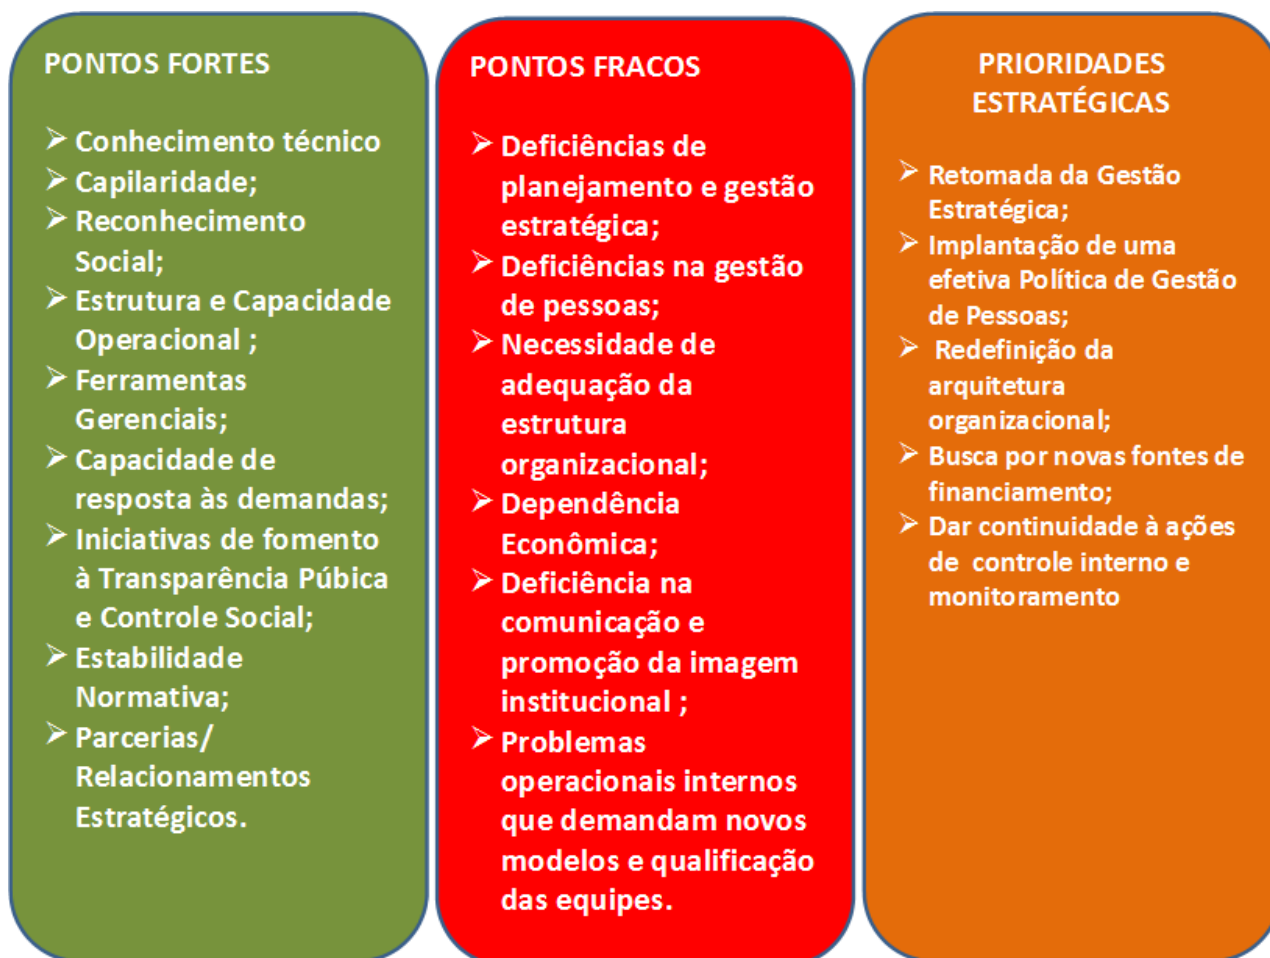 PONTOS FORTES
➢ Conhecimento técnico
➢ Capilaridade;
➢ Reconhecimento
Social;
➢ Estrutura e Capacidade
Operacional ;
➢ Ferramentas
Gerenciais;
➢ Capacidade de
resposta às demandas;
➢ Iniciativas de fomento
à Transparência Púbica
e Controle Social;
➢ Estabilidade
Normativa;
➢ Parcerias/
Relacionamentos
Estratégicos.
PONTOS FRACOS
➢ Deficiências de
planejamento e gestão
estratégica;
➢ Deficiências na gestão
de pessoas;
➢ Necessidade de
adequação da
estrutura
organizacional;
➢ Dependência
Econômica;
➢ Deficiência na
comunicação e
promoção da imagem
institucional ;
➢ Problemas
operacionais internos
que demandam novos
modelos e qualificação
das equipes.
PRIORIDADES
ESTRATÉGICAS
➢ Retomada da Gestão
Estratégica;
➢ Implantação de uma
efetiva Política de Gestão
de Pessoas;
➢ Redefinição da
arquitetura
organizacional;
➢ Busca por novas fontes de
financiamento;
➢ Dar continuidade à ações
de controle interno e
monitoramento